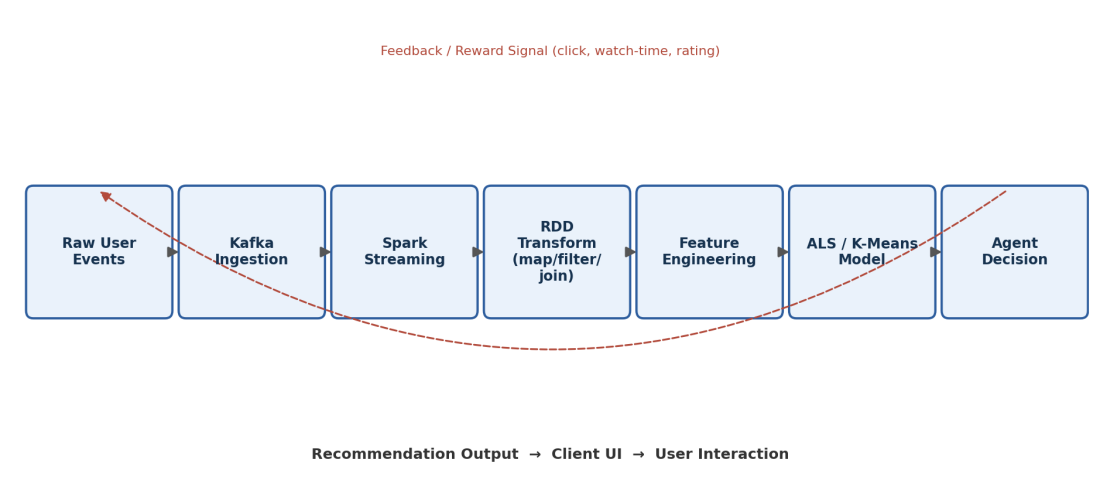 Feedback / Reward Signal (click, watch-time, rating)
Raw User
Events
Kafka
Ingestion
Spark
Streaming
RDD
Transform
(map/filter/
join)
Feature
Engineering
ALS / K-Means
Model
Agent
Decision
Recommendation Output → Client UI → User Interaction